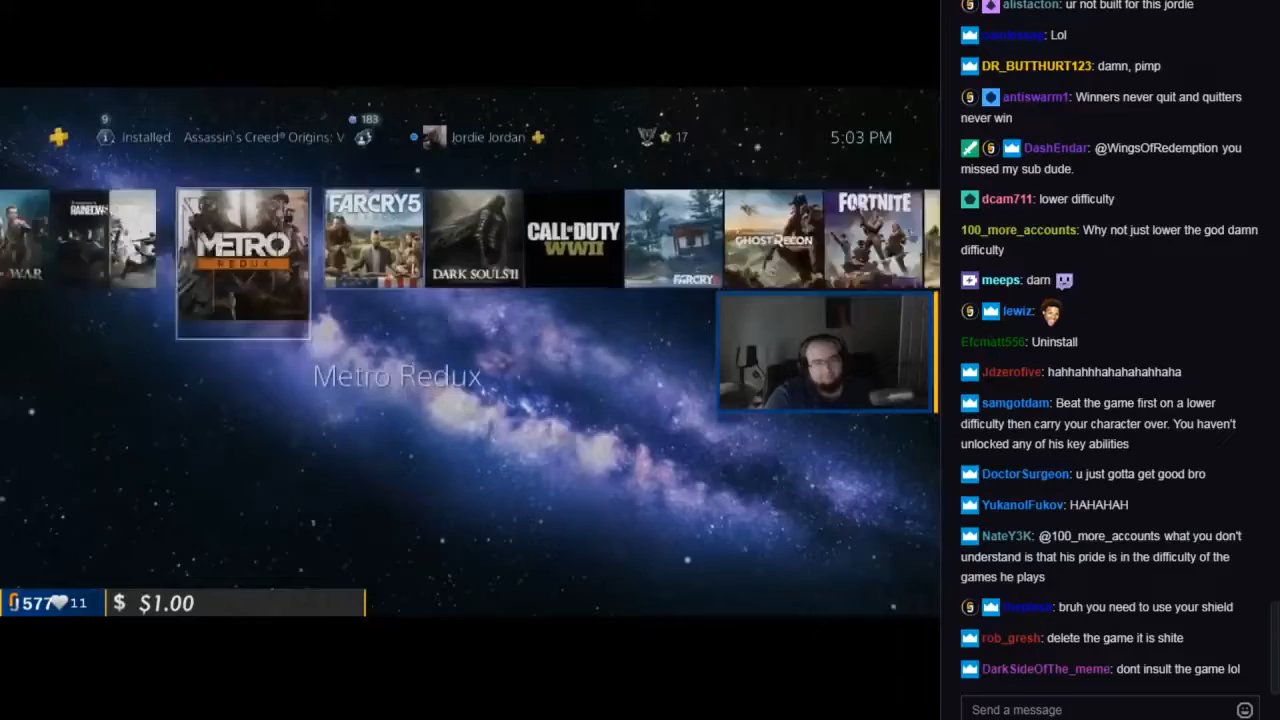 9
Installed. Assassin's Creed® Origins: V
183
Jordie Jordan
17
5:03 PM
WAR
RAINBOW
METRO
REDUX
FARCRY5
DARK SOULS II
CALL OF DUTY
WWII
FARCRY
GHOST RECON
FORTNITE
Metro Redux
577
11
$ $1.00
alistacton: ur not built for this jordie
: Lol
DR_BUTTHURT123: damn, pimp
antiswarm1: Winners never quit and quitters
never win
DashEndar: @WingsOfRedemption you
missed my sub dude.
dcam711: lower difficulty
100_more_accounts: Why not just lower the god damn
difficulty
meeps: darn
lewiz:
Efcmatt556: Uninstall
Jdzerofive: hahhahhhahahahahhaha
samgotdam: Beat the game first on a lower
difficulty then carry your character over. You haven't
unlocked any of his key abilities
DoctorSurgeon: u just gotta get good bro
YukanolFukov: HAHAHAH
NateY3K: @100_more_accounts what you don't
understand is that his pride is in the difficulty of the
games he plays
: bruh you need to use your shield
rob_gresh: delete the game it is shite
DarkSideOfThe_meme: dont insult the game lol
Send a message